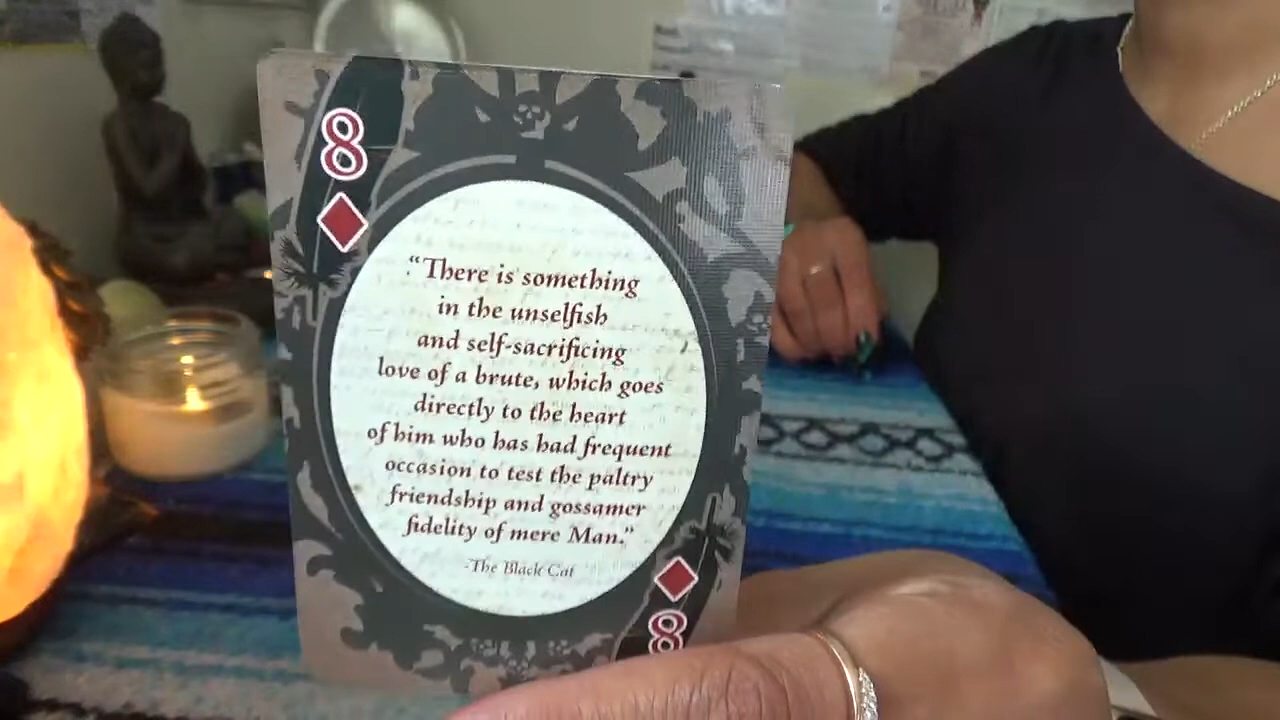 8
“There is something
in the unselfish
and self-sacrificing
love of a brute, which goes
directly to the heart
of him who has had frequent
occasion to test the paltry
friendship and gossamer
fidelity of mere Man.”
-The Black Cat
8